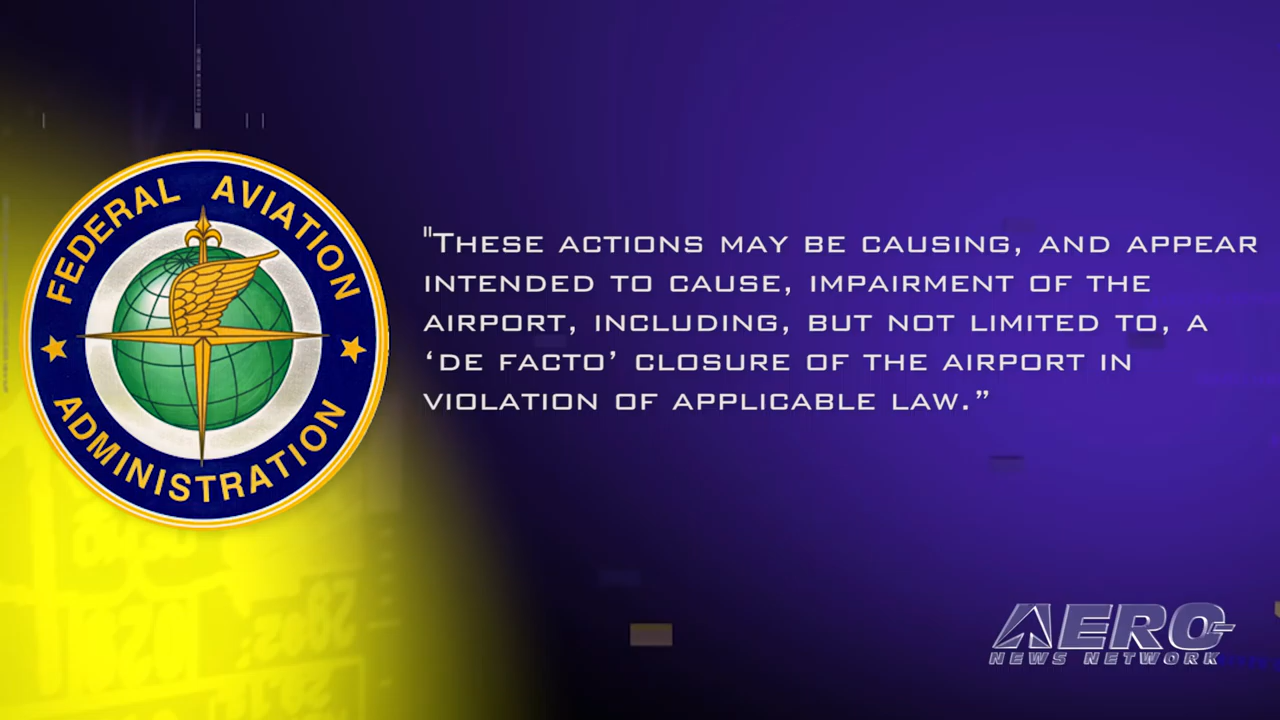 FEDERAL AVIATION
ADMINISTRATION
"THESE ACTIONS MAY BE CAUSING, AND APPEAR
INTENDED TO CAUSE, IMPAIRMENT OF THE
AIRPORT, INCLUDING, BUT NOT LIMITED TO, A
‘DE FACTO’ CLOSURE OF THE AIRPORT IN
VIOLATION OF APPLICABLE LAW.”
AERO
NEWS NETWORK